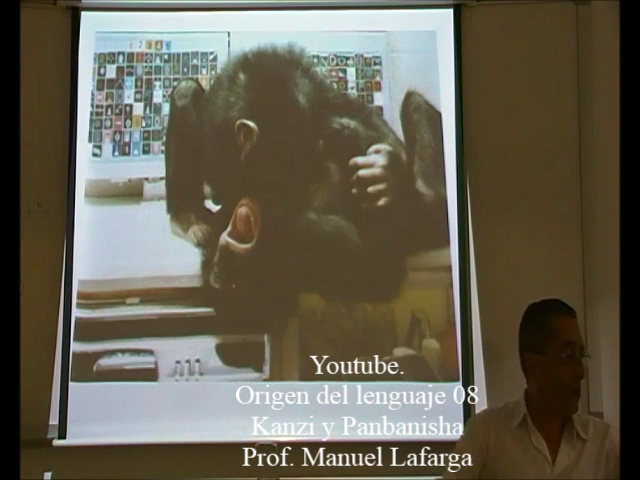 Youtube.
Origen del lenguaje 08
Kanzi y Panbanisha
Prof. Manuel Lafarga